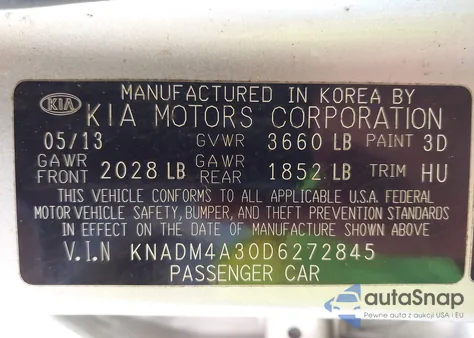 MANUFACTURED IN KOREA BY
KIA KIA MOTORS CORPORATION
05/13 GVWR 3660 LB PAINT 3D
GAWR FRONT 2028 LB GAWR REAR 1852 LB TRIM HU
THIS VEHICLE CONFORMS TO ALL APPLICABLE U.S.A. FEDERAL
MOTOR VEHICLE SAFETY, BUMPER, AND THEFT PREVENTION STANDARDS
IN EFFECT ON THE DATE OF MANUFACTURE SHOWN ABOVE
V.I.N KNADM4A30D6272845
PASSENGER CAR
autoSnap
Pewne auta z aukcji USA i EU